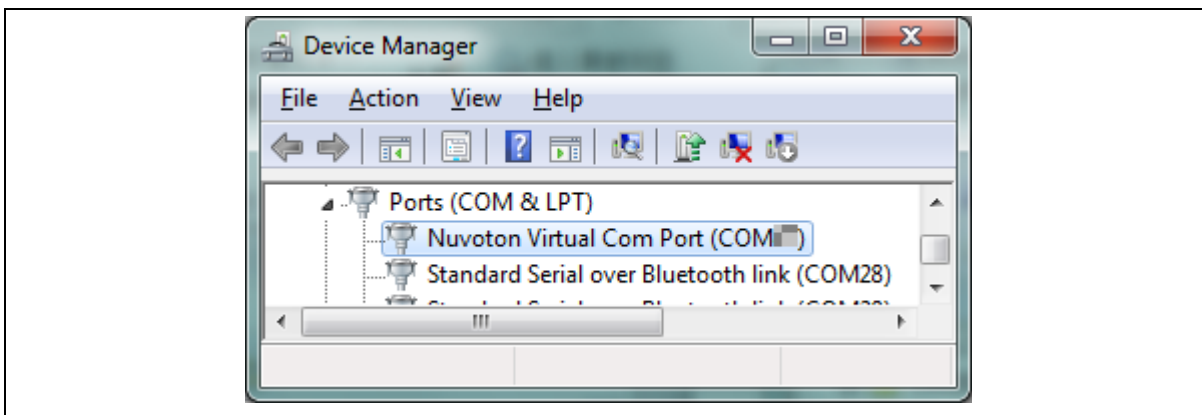 Device Manager
File Action View Help
Ports (COM & LPT)
Nuvoton Virtual Com Port (COM )
Standard Serial over Bluetooth link (COM28)